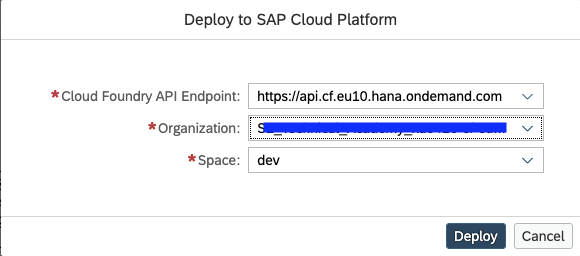 Deploy to SAP Cloud Platform
*Cloud Foundry API Endpoint: https://api.cf.eu10.hana.ondemand.com
*Organization:
*Space: dev
Deploy Cancel